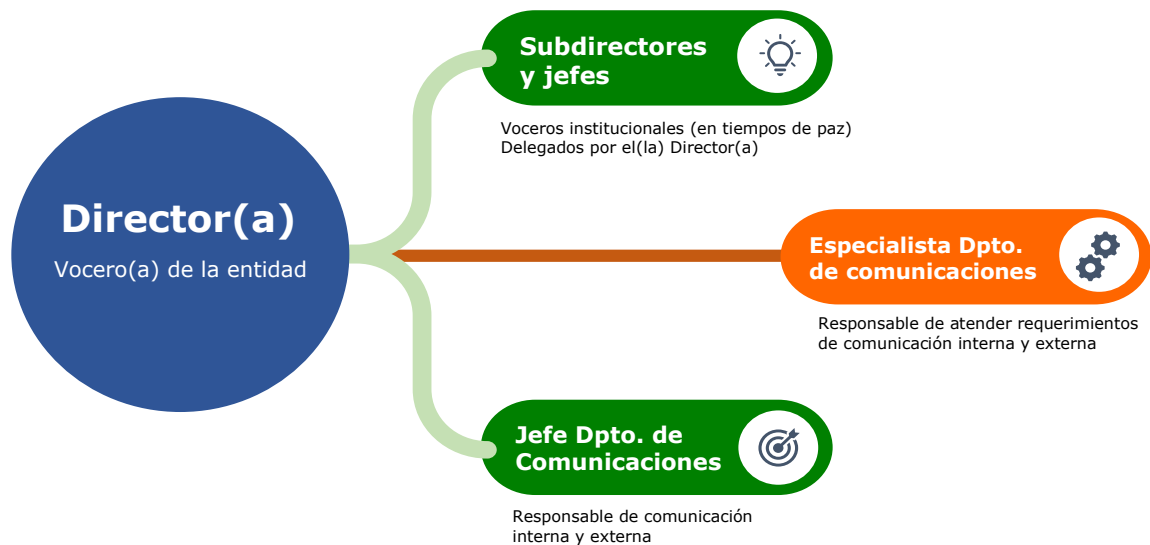 Director(a)
Vocero(a) de la entidad
Subdirectores
y jefes
Voceros institucionales (en tiempos de paz)
Delegados por el(la) Director(a)
Especialista Dpto.
de comunicaciones
Responsable de atender requerimientos
de comunicación interna y externa
Jefe Dpto. de
Comunicaciones
Responsable de comunicación
interna y externa